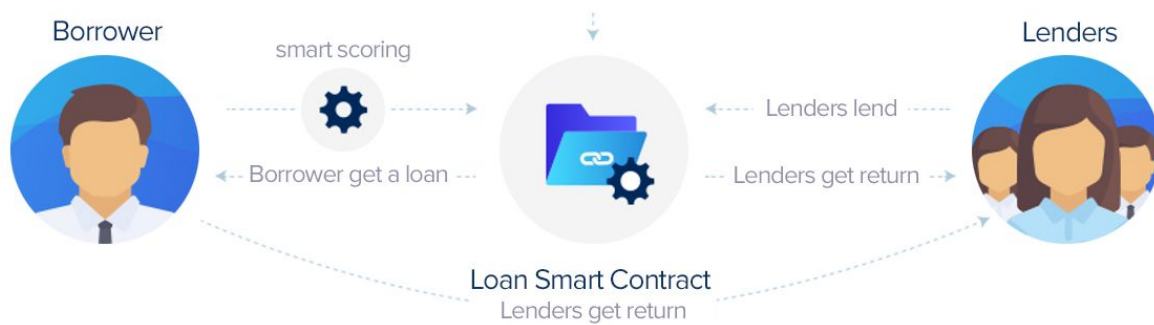 Borrower
smart scoring
Borrower get a loan
Lenders
Lenders lend
Lenders get return
Loan Smart Contract
Lenders get return